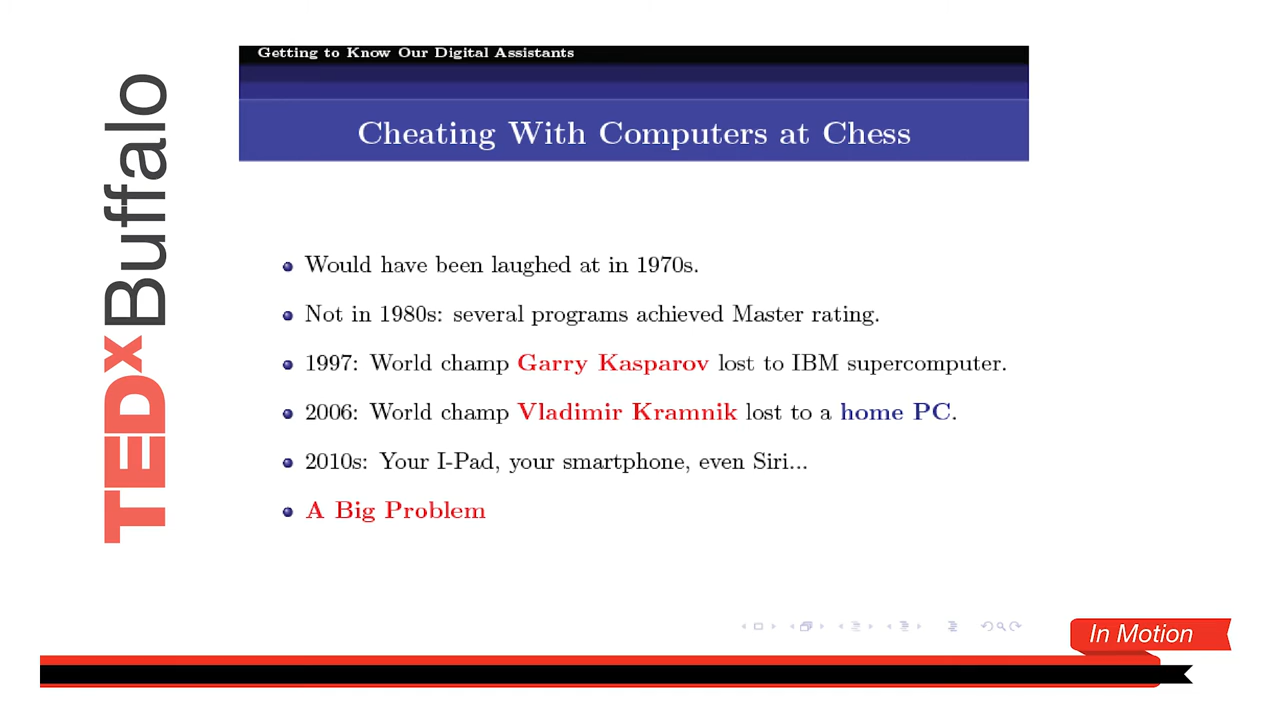 Getting to Know Our Digital Assistants
Cheating With Computers at Chess
TEDxBuffalo
Would have been laughed at in 1970s.
Not in 1980s: several programs achieved Master rating.
1997: World champ Garry Kasparov lost to IBM supercomputer.
2006: World champ Vladimir Kramnik lost to a home PC.
2010s: Your I-Pad, your smartphone, even Siri...
A Big Problem
In Motion